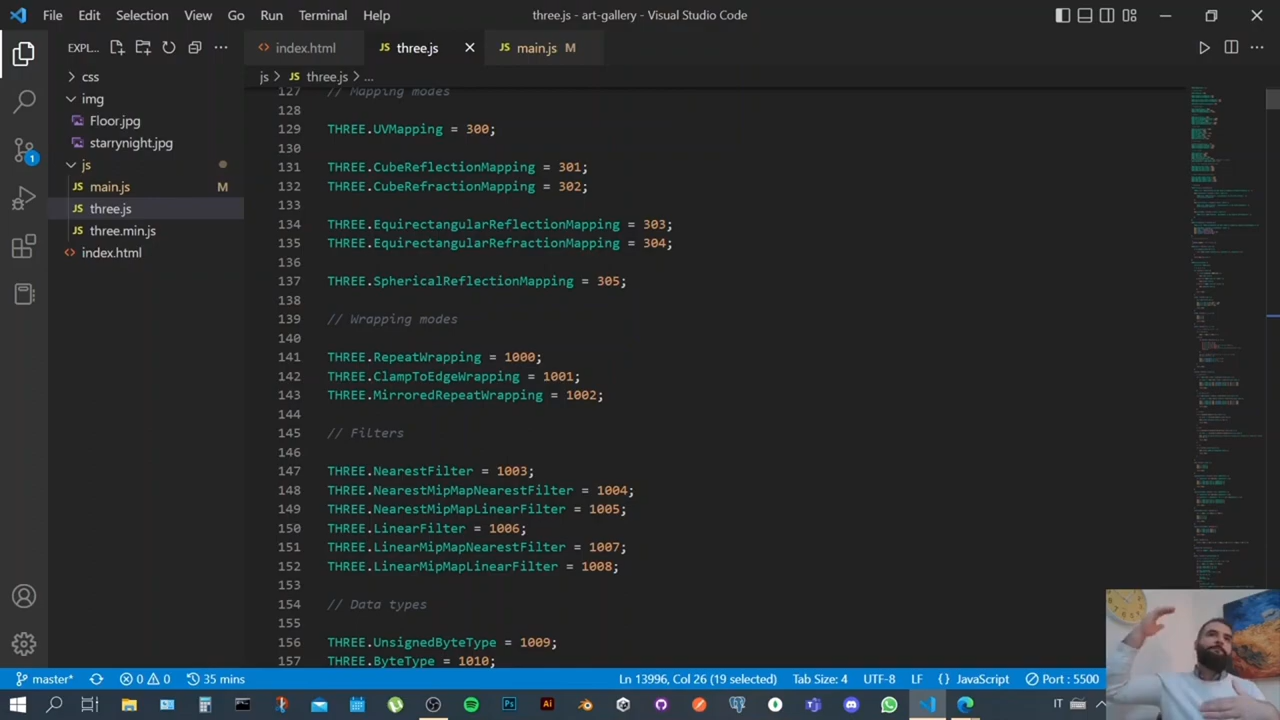 File Edit Selection View Go Run Terminal Help
three.js - art-gallery - Visual Studio Code
EXPL...
index.html
three.js
main.js M
js > JS three.js > ...
css
img
Floor.jpg
starrynight.jpg
js
JS main.js M
JS three.js
JS three.min.js
index.html
1
127 // Mapping modes
128
129 THREE.UVMapping = 300;
130
131 THREE.CubeReflectionMapping = 301;
132 THREE.CubeRefractionMapping = 302;
133
134 THREE.EquirectangularReflectionMapping = 303;
135 THREE.EquirectangularRefractionMapping = 304;
136
137 THREE.SphericalReflectionMapping = 305;
138
139 // Wrapping modes
140
141 THREE.RepeatWrapping = 1000;
142 THREE.ClampToEdgeWrapping = 1001;
143 THREE.MirroredRepeatWrapping = 1002;
144
145 // Filters
146
147 THREE.NearestFilter = 1003;
148 THREE.NearestMipMapNearestFilter = 1004;
149 THREE.NearestMipMapLinearFilter = 1005;
150 THREE.LinearFilter = 1006;
151 THREE.LinearMipMapNearestFilter = 1007;
152 THREE.LinearMipMapLinearFilter = 1008;
153
154 // Data types
155
156 THREE.UnsignedByteType = 1009;
157 THREE.ByteType = 1010;
master* 0 0 35 mins Ln 13996, Col 26 (19 selected) Tab Size: 4 UTF-8 LF {} JavaScript Port : 5500
Ps Ai IT